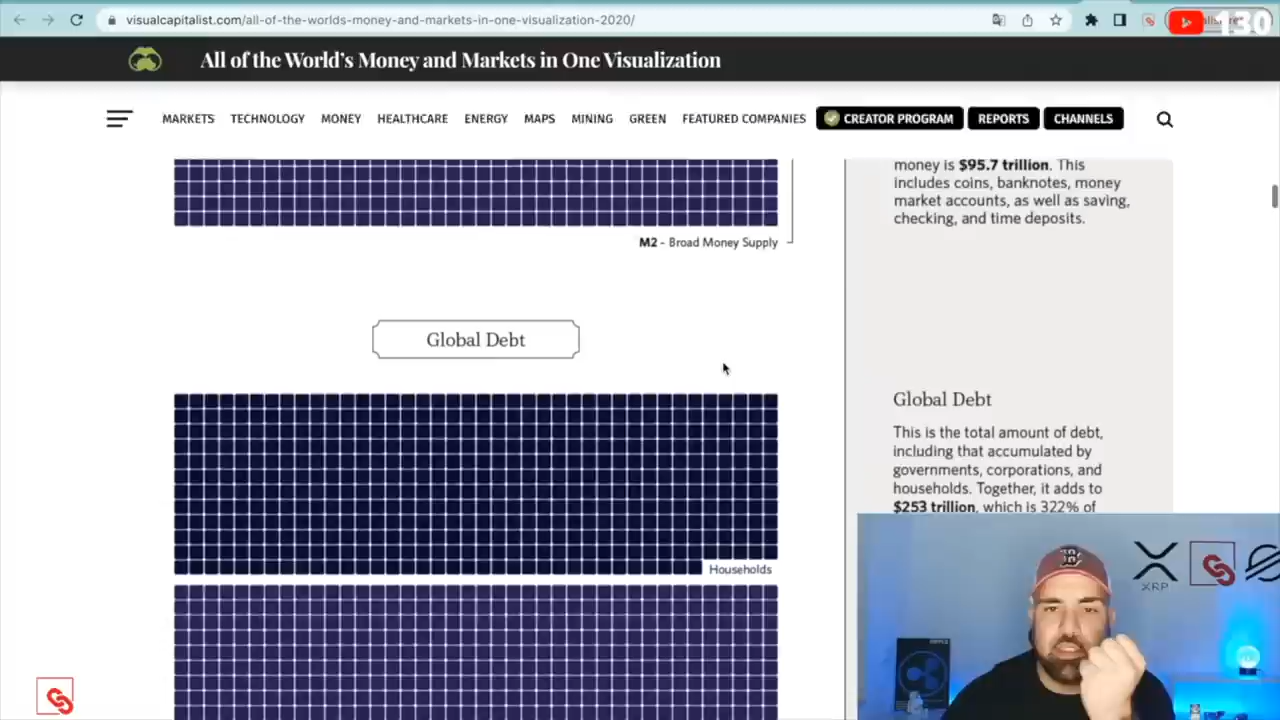 visualcapitalist.com/all-of-the-worlds-money-and-markets-in-one-visualization-2020/
130
All of the World's Money and Markets in One Visualization
MARKETS TECHNOLOGY MONEY HEALTHCARE ENERGY MAPS MINING GREEN FEATURED COMPANIES CREATOR PROGRAM REPORTS CHANNELS
money is $95.7 trillion. This
includes coins, banknotes, money
market accounts, as well as saving,
checking, and time deposits.
M2 - Broad Money Supply
Global Debt
Global Debt
This is the total amount of debt,
including that accumulated by
governments, corporations, and
households. Together, it adds to
$253 trillion, which is 322% of
Households
XRP
B